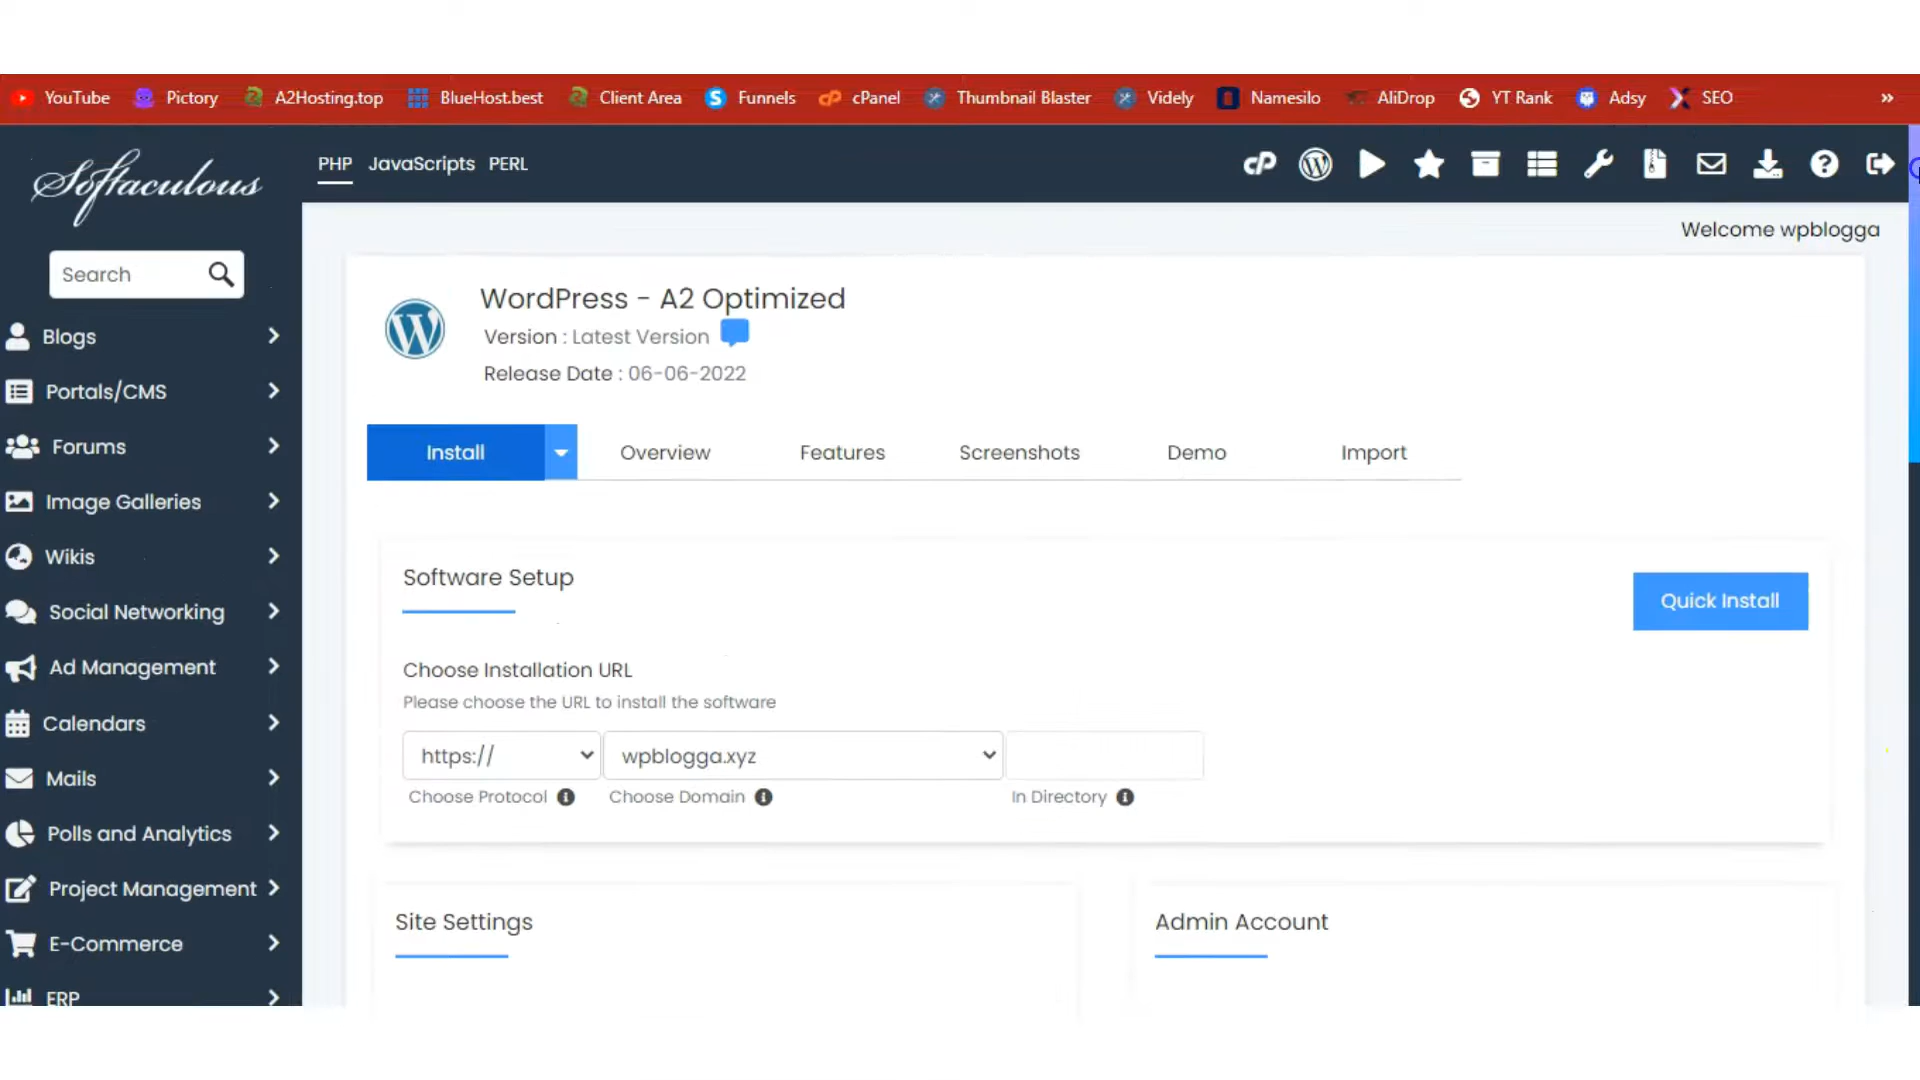 YouTube Pictory A2Hosting.top BlueHost.best Client Area Funnels cPanel Thumbnail Blaster Videly Namesilo AliDrop YT Rank Adsy SEO »
Softaculous
PHP JavaScripts PERL
Welcome wpblogga
Search
Blogs
Portals/CMS
Forums
Image Galleries
Wikis
Social Networking
Ad Management
Calendars
Mails
Polls and Analytics
Project Management
E-Commerce
ERP
WordPress - A2 Optimized
Version : Latest Version
Release Date : 06-06-2022
Install Overview Features Screenshots Demo Import
Software Setup
Quick Install
Choose Installation URL
Please choose the URL to install the software
https:// wpblogga.xyz
Choose Protocol Choose Domain In Directory
Site Settings
Admin Account